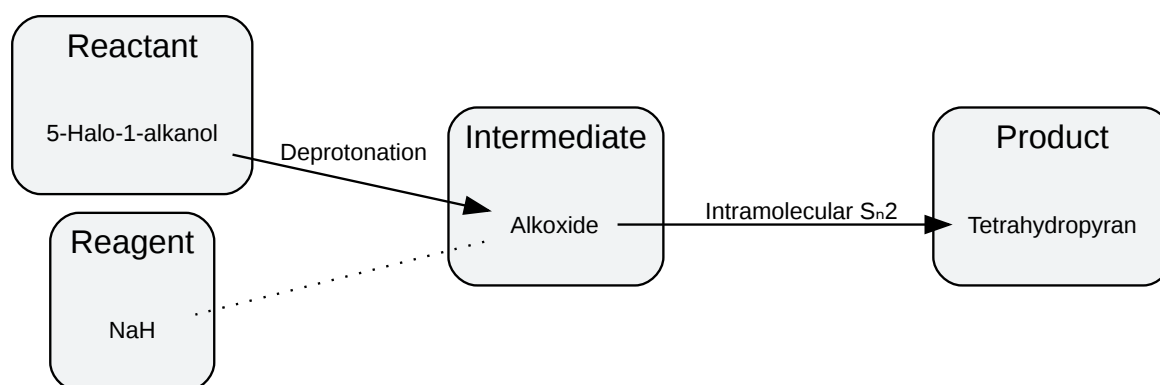 Reactant
5-Halo-1-alkanol
Deprotonation
Reagent
NaH
Intermediate
Alkoxide
Intramolecular Sₙ2
Product
Tetrahydropyran